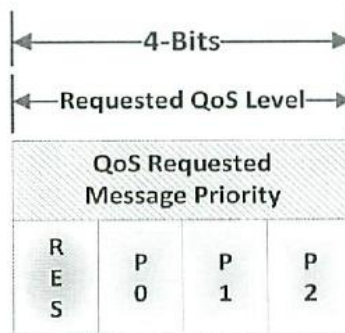 4-Bits
Requested QoS Level
QoS Requested
Message Priority
R E S
P 0
P 1
P 2